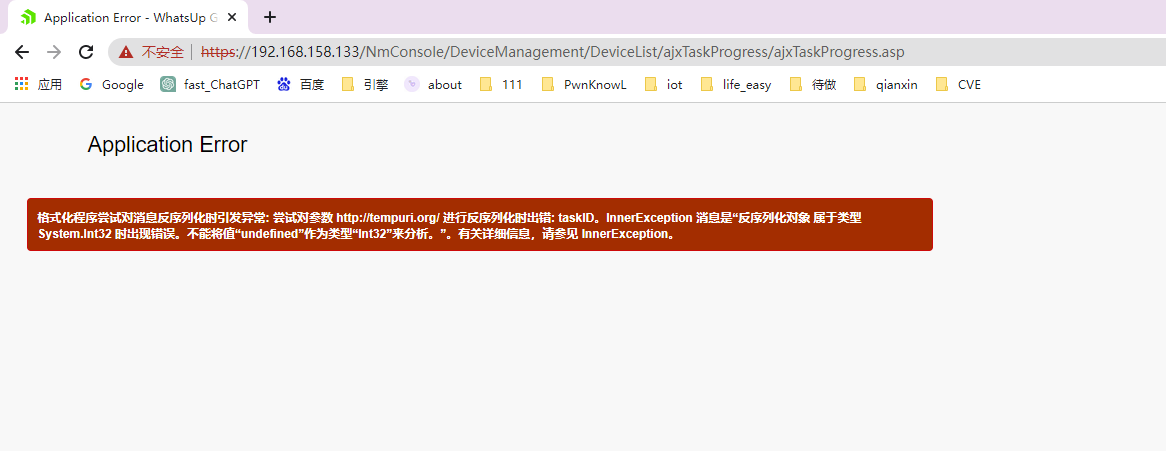 Application Error - WhatsUp G
不安全 https://192.168.158.133/NmConsole/DeviceManagement/DeviceList/ajxTaskProgress/ajxTaskProgress.asp
应用 Google fast_ChatGPT 百度 引擎 about 111 PwnKnowL iot life_easy 待做 qianxin CVE
Application Error
格式化程序尝试对消息反序列化时引发异常: 尝试对参数 http://tempuri.org/ 进行反序列化时出错: taskID。InnerException 消息是“反序列化对象 属于类型
System.Int32 时出现错误。不能将值“undefined”作为类型“Int32”来分析。”。有关详细信息，请参见 InnerException。